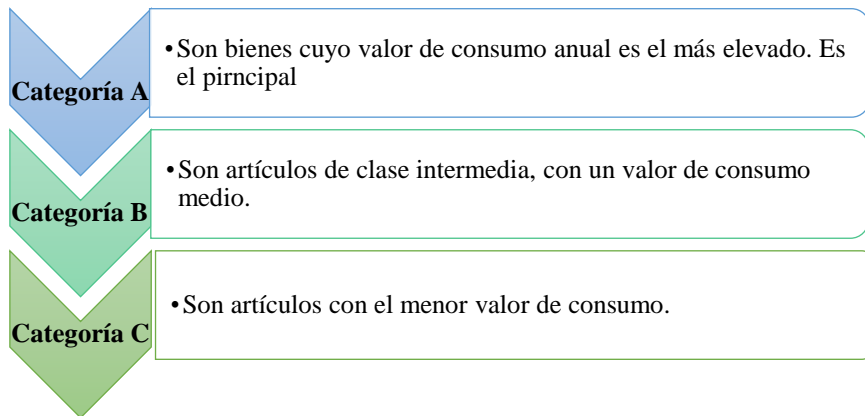 Categoría A
•Son bienes cuyo valor de consumo anual es el más elevado. Es
el pirncipal
Categoría B
•Son artículos de clase intermedia, con un valor de consumo
medio.
Categoría C
•Son artículos con el menor valor de consumo.